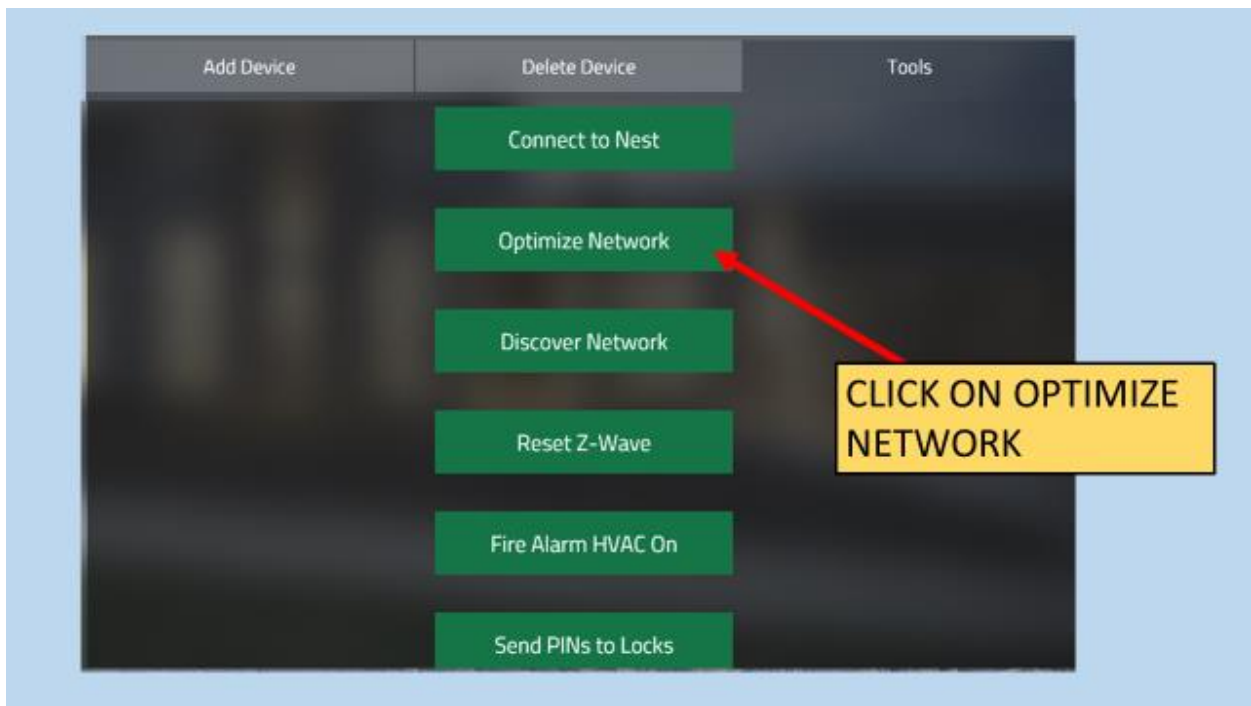 Add Device Delete Device Tools
Connect to Nest
Optimize Network
Discover Network
CLICK ON OPTIMIZE
NETWORK
Reset Z-Wave
Fire Alarm HVAC On
Send PINs to Locks